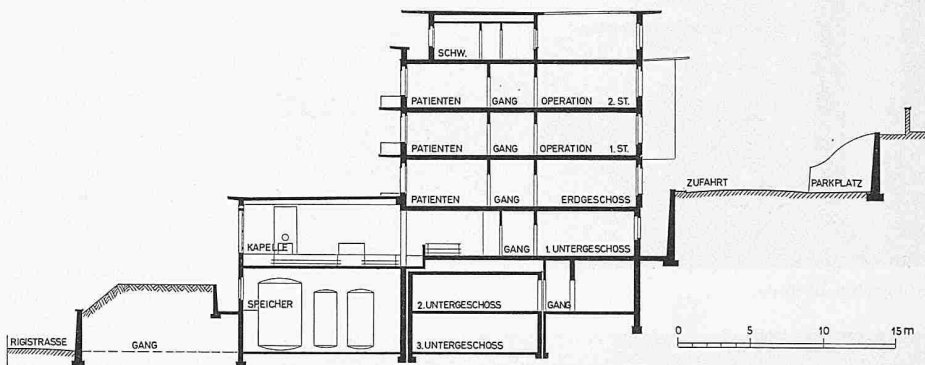 SCHW.
PATIENTEN GANG OPERATION 2. ST.
PATIENTEN GANG OPERATION 1. ST.
PATIENTEN GANG ERDGESCHOSS
ZUFAHRT PARKPLATZ
KAPELLE GANG 1. UNTERGESCHOSS
SPEICHER 2. UNTERGESCHOSS GANG
RIGISTRASSE GANG 3. UNTERGESCHOSS
0 5 10 15 m